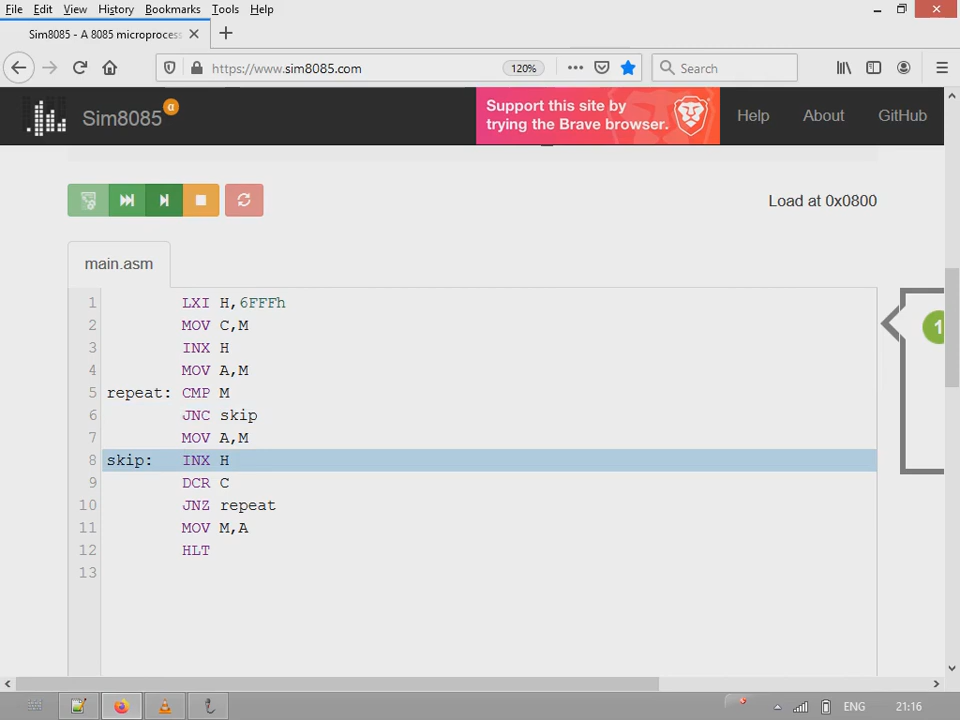 File Edit View History Bookmarks Tools Help
Sim8085 - A 8085 microproces
https://www.sim8085.com
120%
Search
Sim8085 α
Support this site by
trying the Brave browser.
Help About GitHub
Load at 0x0800
main.asm
1 LXI H,6FFFh
2 MOV C,M
3 INX H
4 MOV A,M
5 repeat: CMP M
6 JNC skip
7 MOV A,M
8 skip: INX H
9 DCR C
10 JNZ repeat
11 MOV M,A
12 HLT
13
1
ENG 21:16